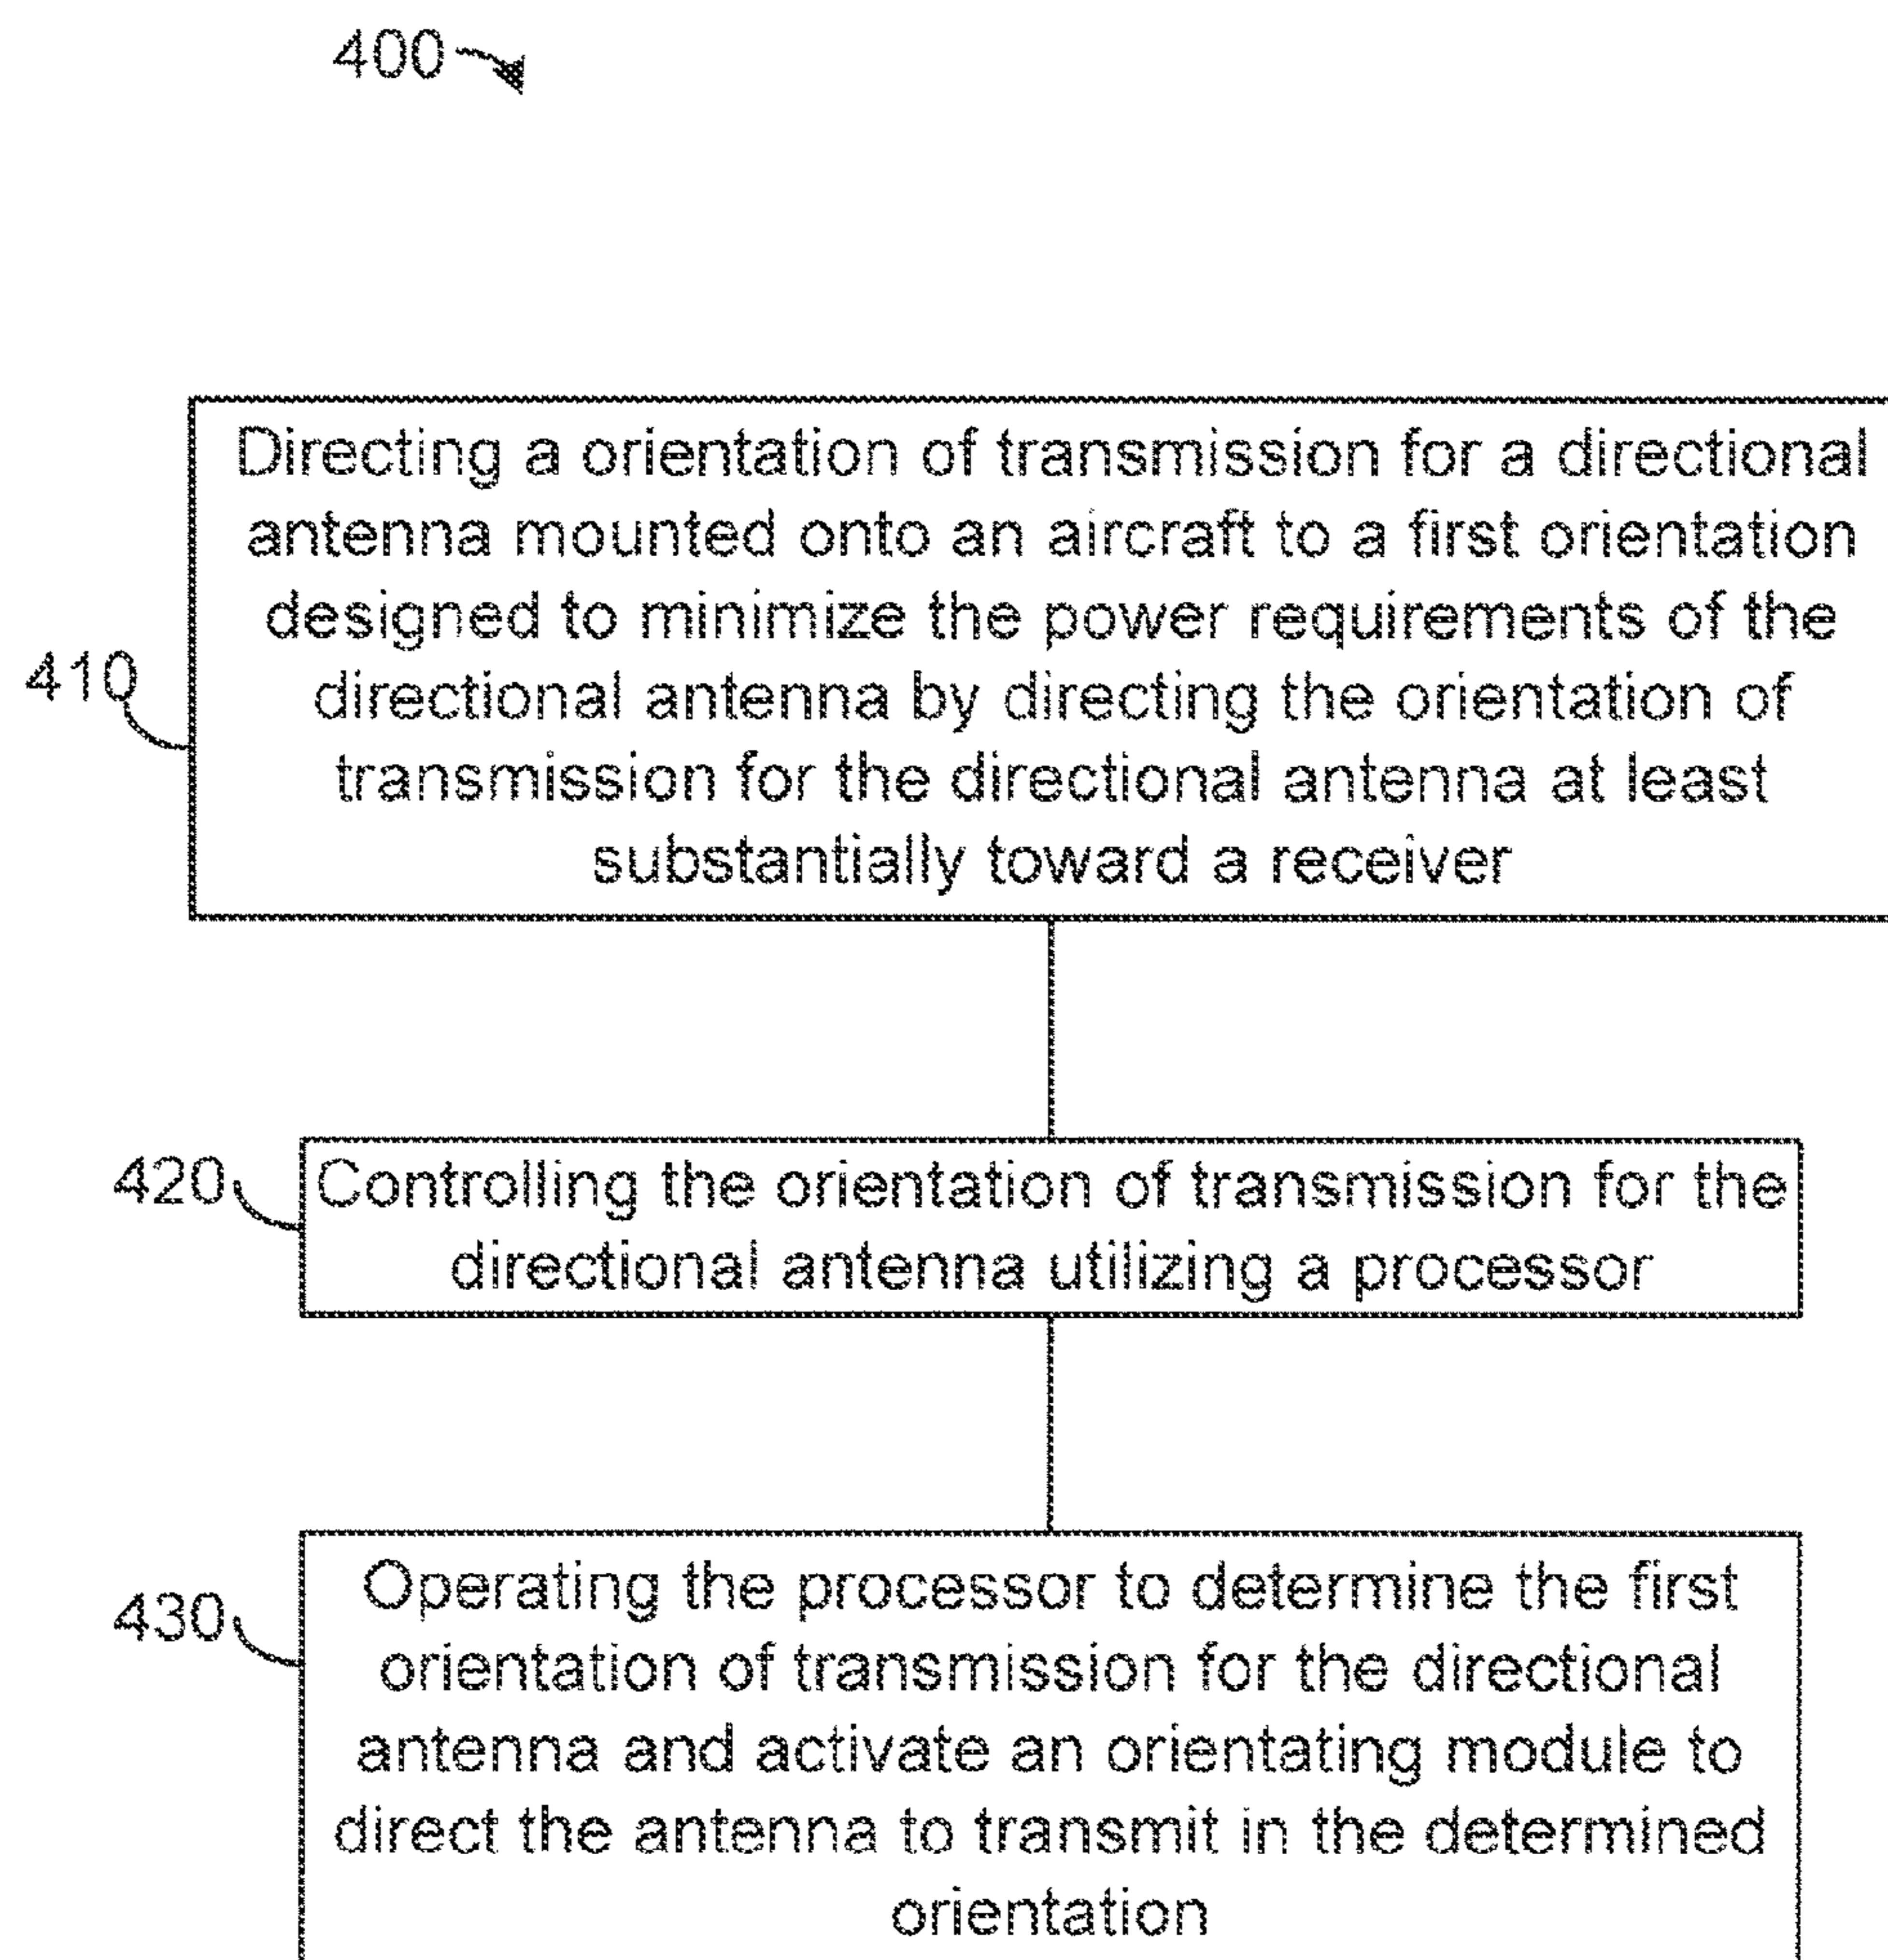 400
Directing a orientation of transmission for a directional
antenna mounted onto an aircraft to a first orientation
designed to minimize the power requirements of the
directional antenna by directing the orientation of
transmission for the directional antenna at least
substantially toward a receiver
410
420
Controlling the orientation of transmission for the
directional antenna utilizing a processor
430
Operating the processor to determine the first
orientation of transmission for the directional
antenna and activate an orientating module to
direct the antenna to transmit in the determined
orientation